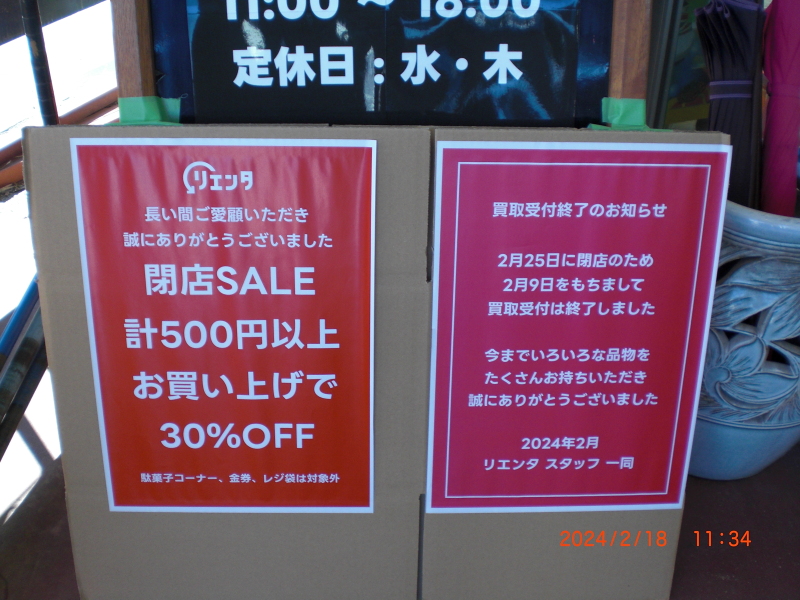 11:00 ~ 18:00
定休日：水・木
リエンタ
長い間ご愛顧いただき
誠にありがとうございました
閉店SALE
計500円以上
お買い上げで
30%OFF
駄菓子コーナー、金券、レジ袋は対象外
買取受付終了のお知らせ
2月25日に閉店のため
2月9日をもちまして
買取受付は終了しました
今までいろいろな品物を
たくさんお持ちいただき
誠にありがとうございました
2024年2月
リエンタ スタッフ 一同
2024/2/18 11:34